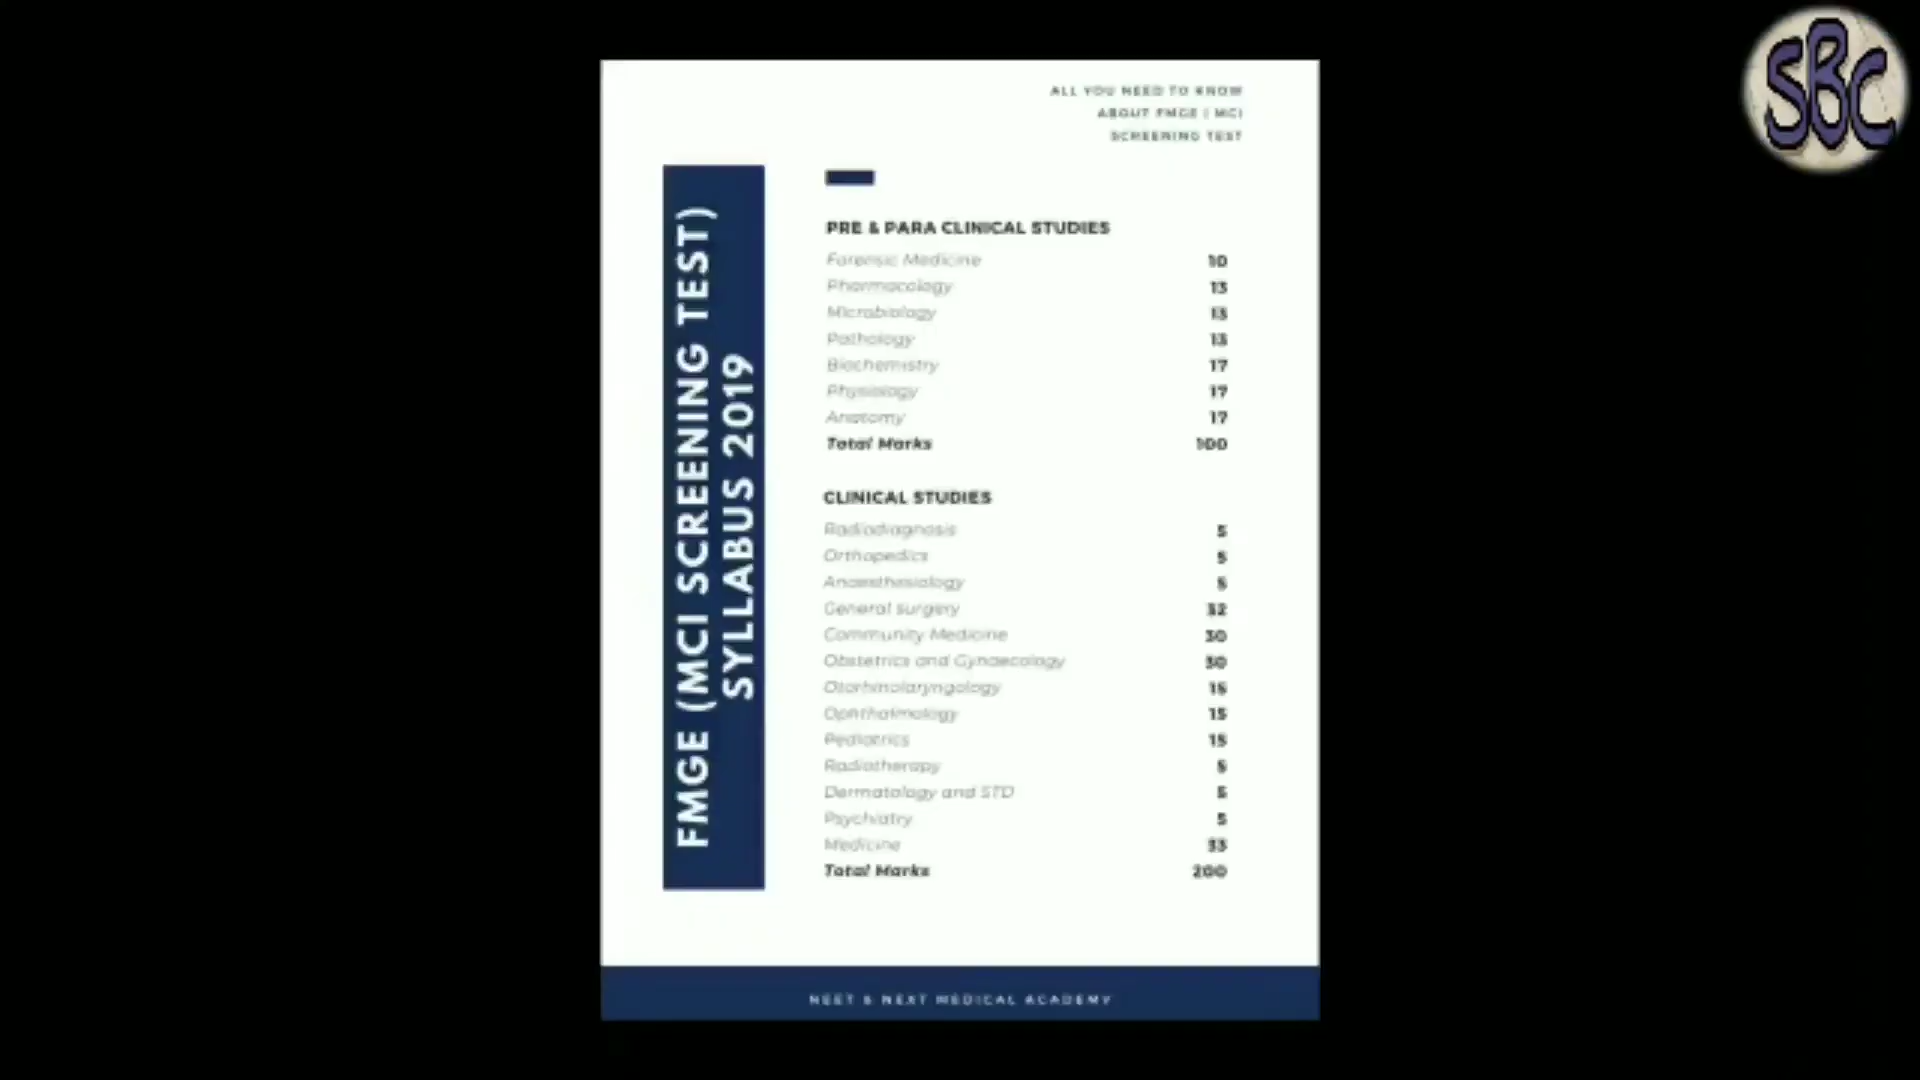 SBC
ALL YOU NEED TO KNOW
ABOUT FMGE | MCI
SCREENING TEST
FMGE (MCI SCREENING TEST)
SYLLABUS 2019
PRE & PARA CLINICAL STUDIES
Forensic Medicine 10
Pharmacology 13
Microbiology 13
Pathology 13
Biochemistry 17
Physiology 17
Anatomy 17
Total Marks 100
CLINICAL STUDIES
Radiodiagnosis 5
Orthopedics 5
Anaesthesiology 5
General surgery 32
Community Medicine 30
Obstetrics and Gynaecology 30
Otorhinolaryngology 15
Ophthalmology 15
Pediatrics 15
Radiotherapy 5
Dermatology and STD 5
Psychiatry 5
Medicine 33
Total Marks 200
NEET & NEXT MEDICAL ACADEMY